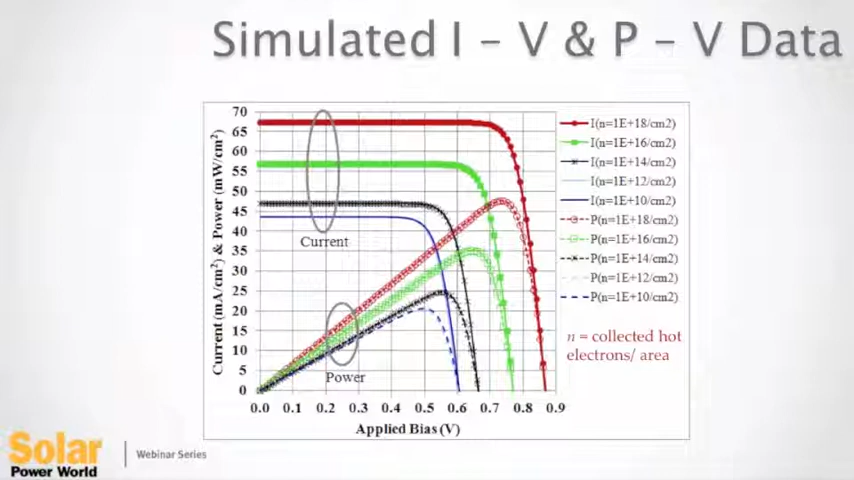 Simulated I – V & P – V Data
Current (mA/cm²) & Power (mW/cm²)
70
65
60
55
50
45
40
35
30
25
20
15
10
5
0
0.0 0.1 0.2 0.3 0.4 0.5 0.6 0.7 0.8 0.9
Applied Bias (V)
Current
Power
I(n=1E+18/cm2)
I(n=1E+16/cm2)
I(n=1E+14/cm2)
I(n=1E+12/cm2)
I(n=1E+10/cm2)
P(n=1E+18/cm2)
P(n=1E+16/cm2)
P(n=1E+14/cm2)
P(n=1E+12/cm2)
P(n=1E+10/cm2)
n = collected hot
electrons/ area
Solar
Power World
Webinar Series